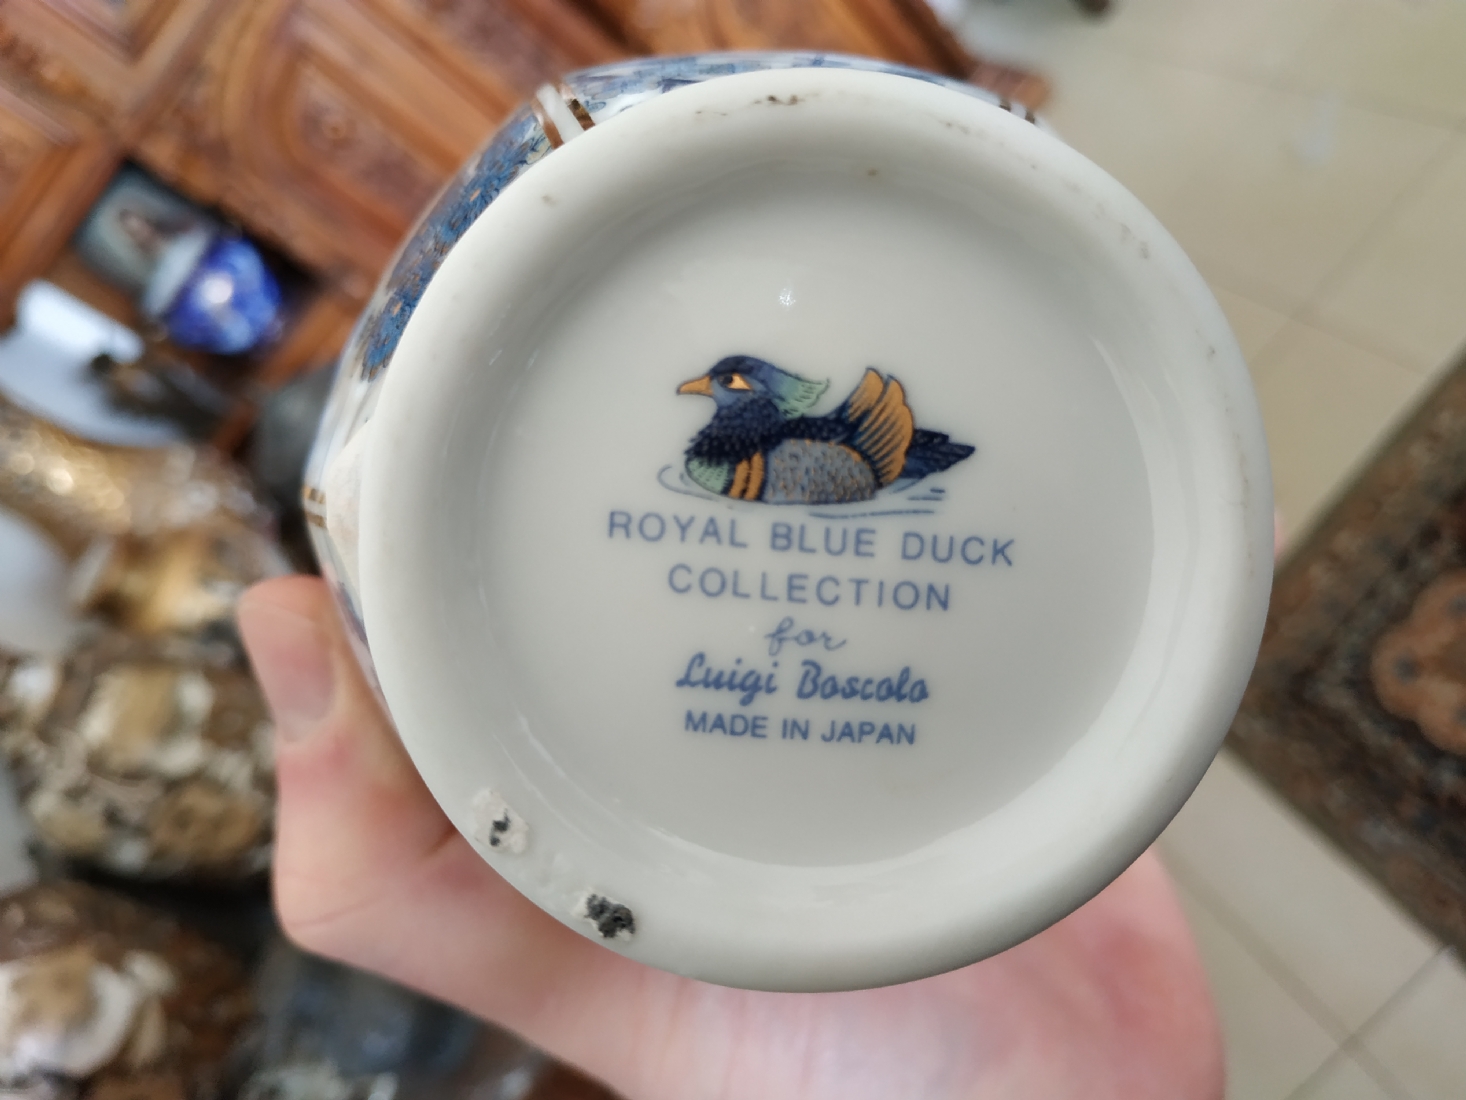 ROYAL BLUE DUCK
COLLECTION
for
Luigi Boscolo
MADE IN JAPAN